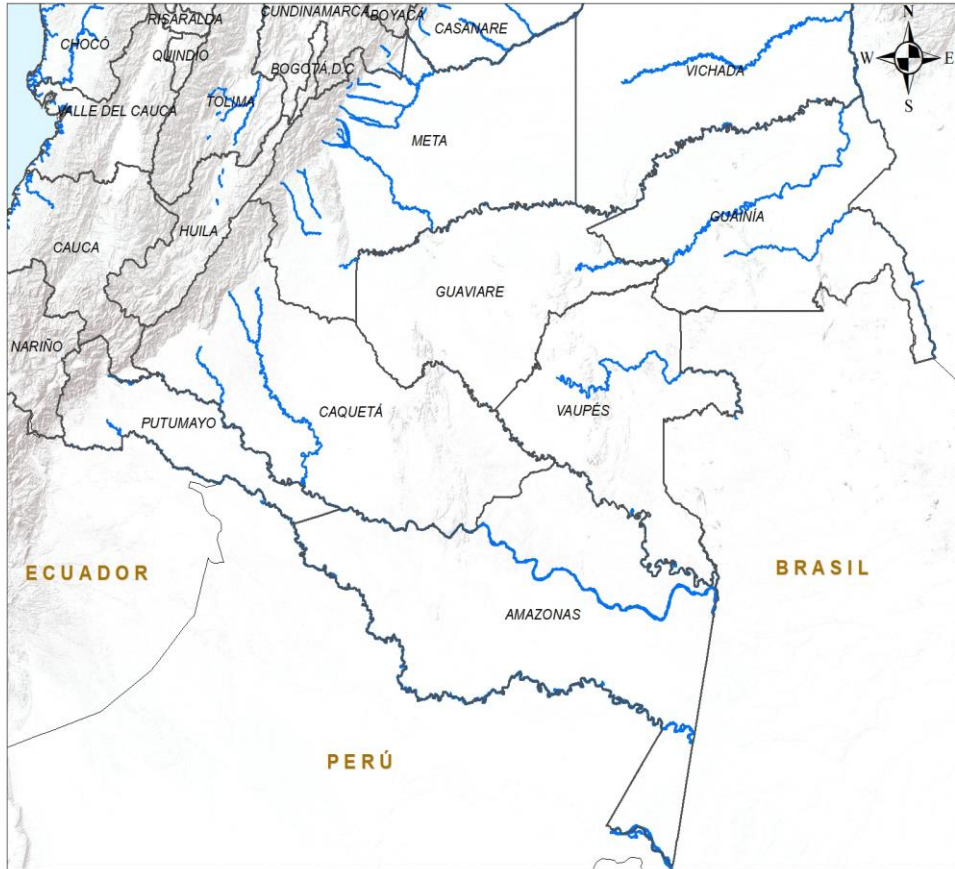 CUNDINAMARCA
BOYACÁ
RISARALDA
CASANARE
N
CHOCÓ
QUINDIO
BOGOTÁ D.C
VICHADA
W
E
S
TOLIMA
VALLE DEL CAUCA
META
GUAINÍA
HUILA
CAUCA
GUAVIARE
NARIÑO
CAQUETÁ
VAUPÉS
PUTUMAYO
ECUADOR
BRASIL
AMAZONAS
PERÚ